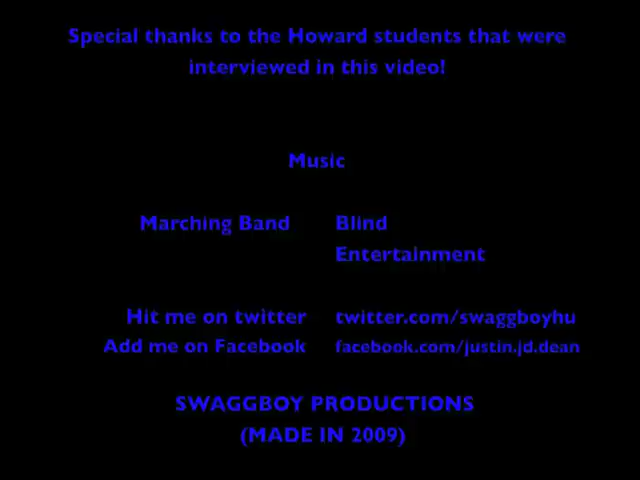 Special thanks to the Howard students that were
interviewed in this video!
Music
Marching Band Blind
Entertainment
Hit me on twitter twitter.com/swaggboyhu
Add me on Facebook facebook.com/justin.jd.dean
SWAGGBOY PRODUCTIONS
(MADE IN 2009)